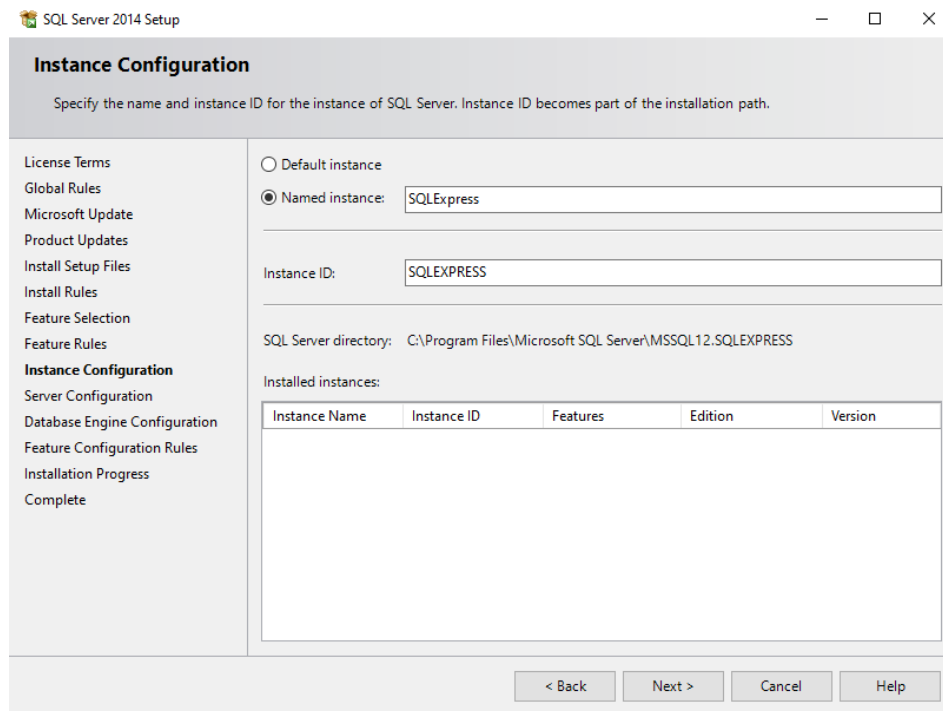 SQL Server 2014 Setup
Instance Configuration
Specify the name and instance ID for the instance of SQL Server. Instance ID becomes part of the installation path.
License Terms
Global Rules
Microsoft Update
Product Updates
Install Setup Files
Install Rules
Feature Selection
Feature Rules
Instance Configuration
Server Configuration
Database Engine Configuration
Feature Configuration Rules
Installation Progress
Complete
Default instance
Named instance: SQLExpress
Instance ID: SQLEXPRESS
SQL Server directory: C:\Program Files\Microsoft SQL Server\MSSQL12.SQLEXPRESS
Installed instances:
Instance Name Instance ID Features Edition Version
< Back Next > Cancel Help